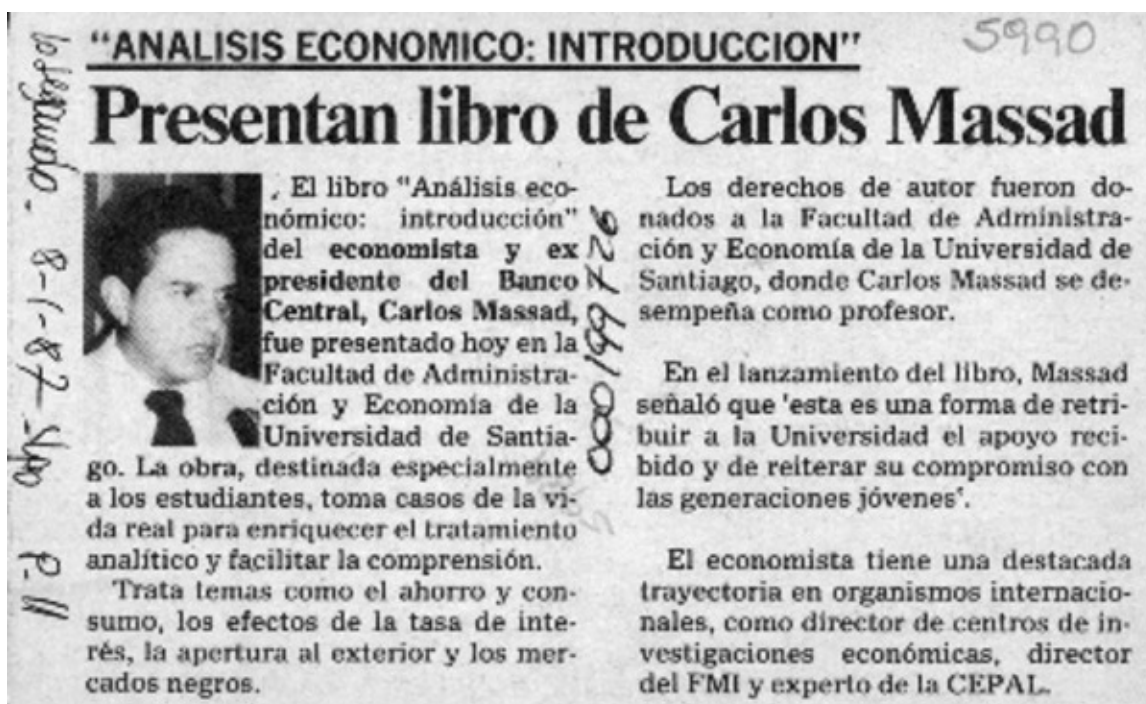 5990
"ANALISIS ECONOMICO: INTRODUCCION"
Presentan libro de Carlos Massad
El libro "Análisis eco-
nómico: introducción"
del economista y ex
presidente del Banco
Central, Carlos Massad,
fue presentado hoy en la
Facultad de Administra-
ción y Economía de la
Universidad de Santia-
go. La obra, destinada especialmente
a los estudiantes, toma casos de la vi-
da real para enriquecer el tratamiento
analítico y facilitar la comprensión.
Trata temas como el ahorro y con-
sumo, los efectos de la tasa de inte-
rés, la apertura al exterior y los mer-
cados negros.
Los derechos de autor fueron do-
nados a la Facultad de Administra-
ción y Economía de la Universidad de
Santiago, donde Carlos Massad se de-
sempeña como profesor.
En el lanzamiento del libro, Massad
señaló que 'esta es una forma de retri-
buir a la Universidad el apoyo reci-
bido y de reiterar su compromiso con
las generaciones jóvenes'.
El economista tiene una destacada
trayectoria en organismos internacio-
nales, como director de centros de in-
vestigaciones económicas, director
del FMI y experto de la CEPAL.
8-1-87 p. 11
000199726